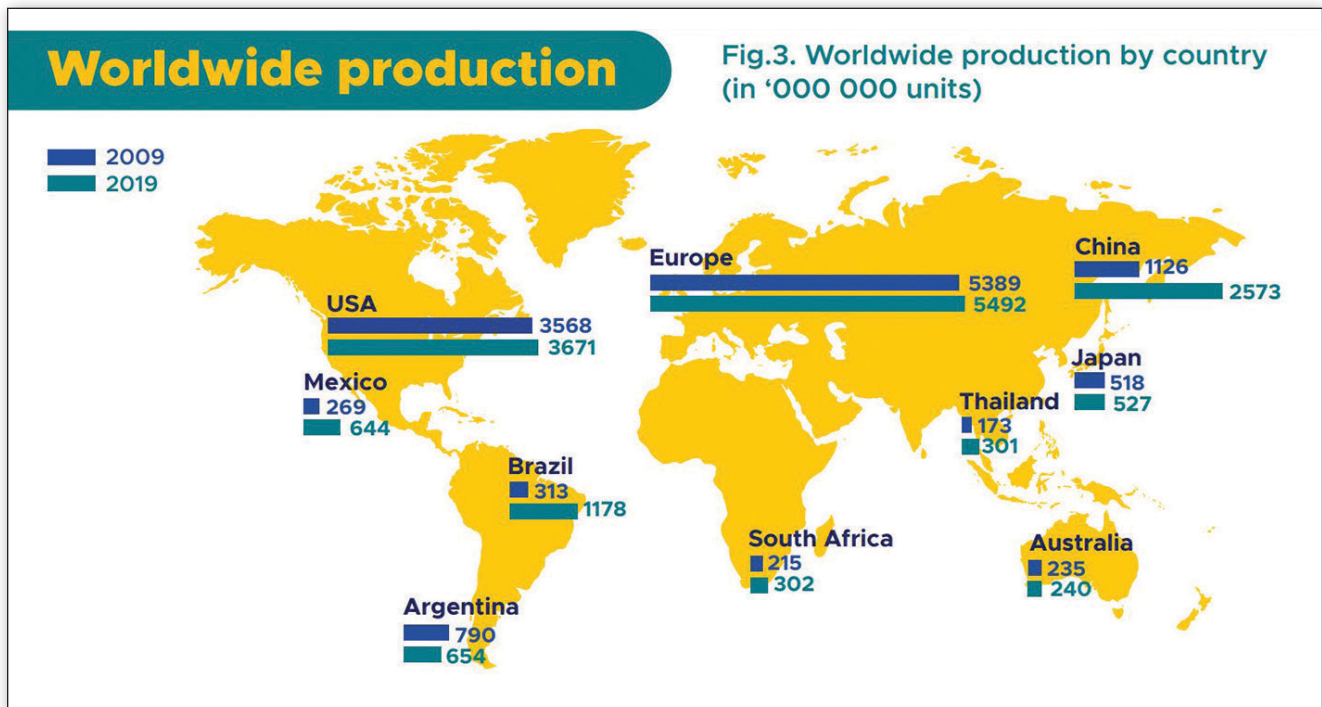 Worldwide production
Fig.3. Worldwide production by country
(in ‘000 000 units)
2009
2019
Europe
5389
5492
China
1126
2573
USA
3568
3671
Japan
518
527
Mexico
269
644
Thailand
173
301
Brazil
313
1178
South Africa
215
302
Australia
235
240
Argentina
790
654